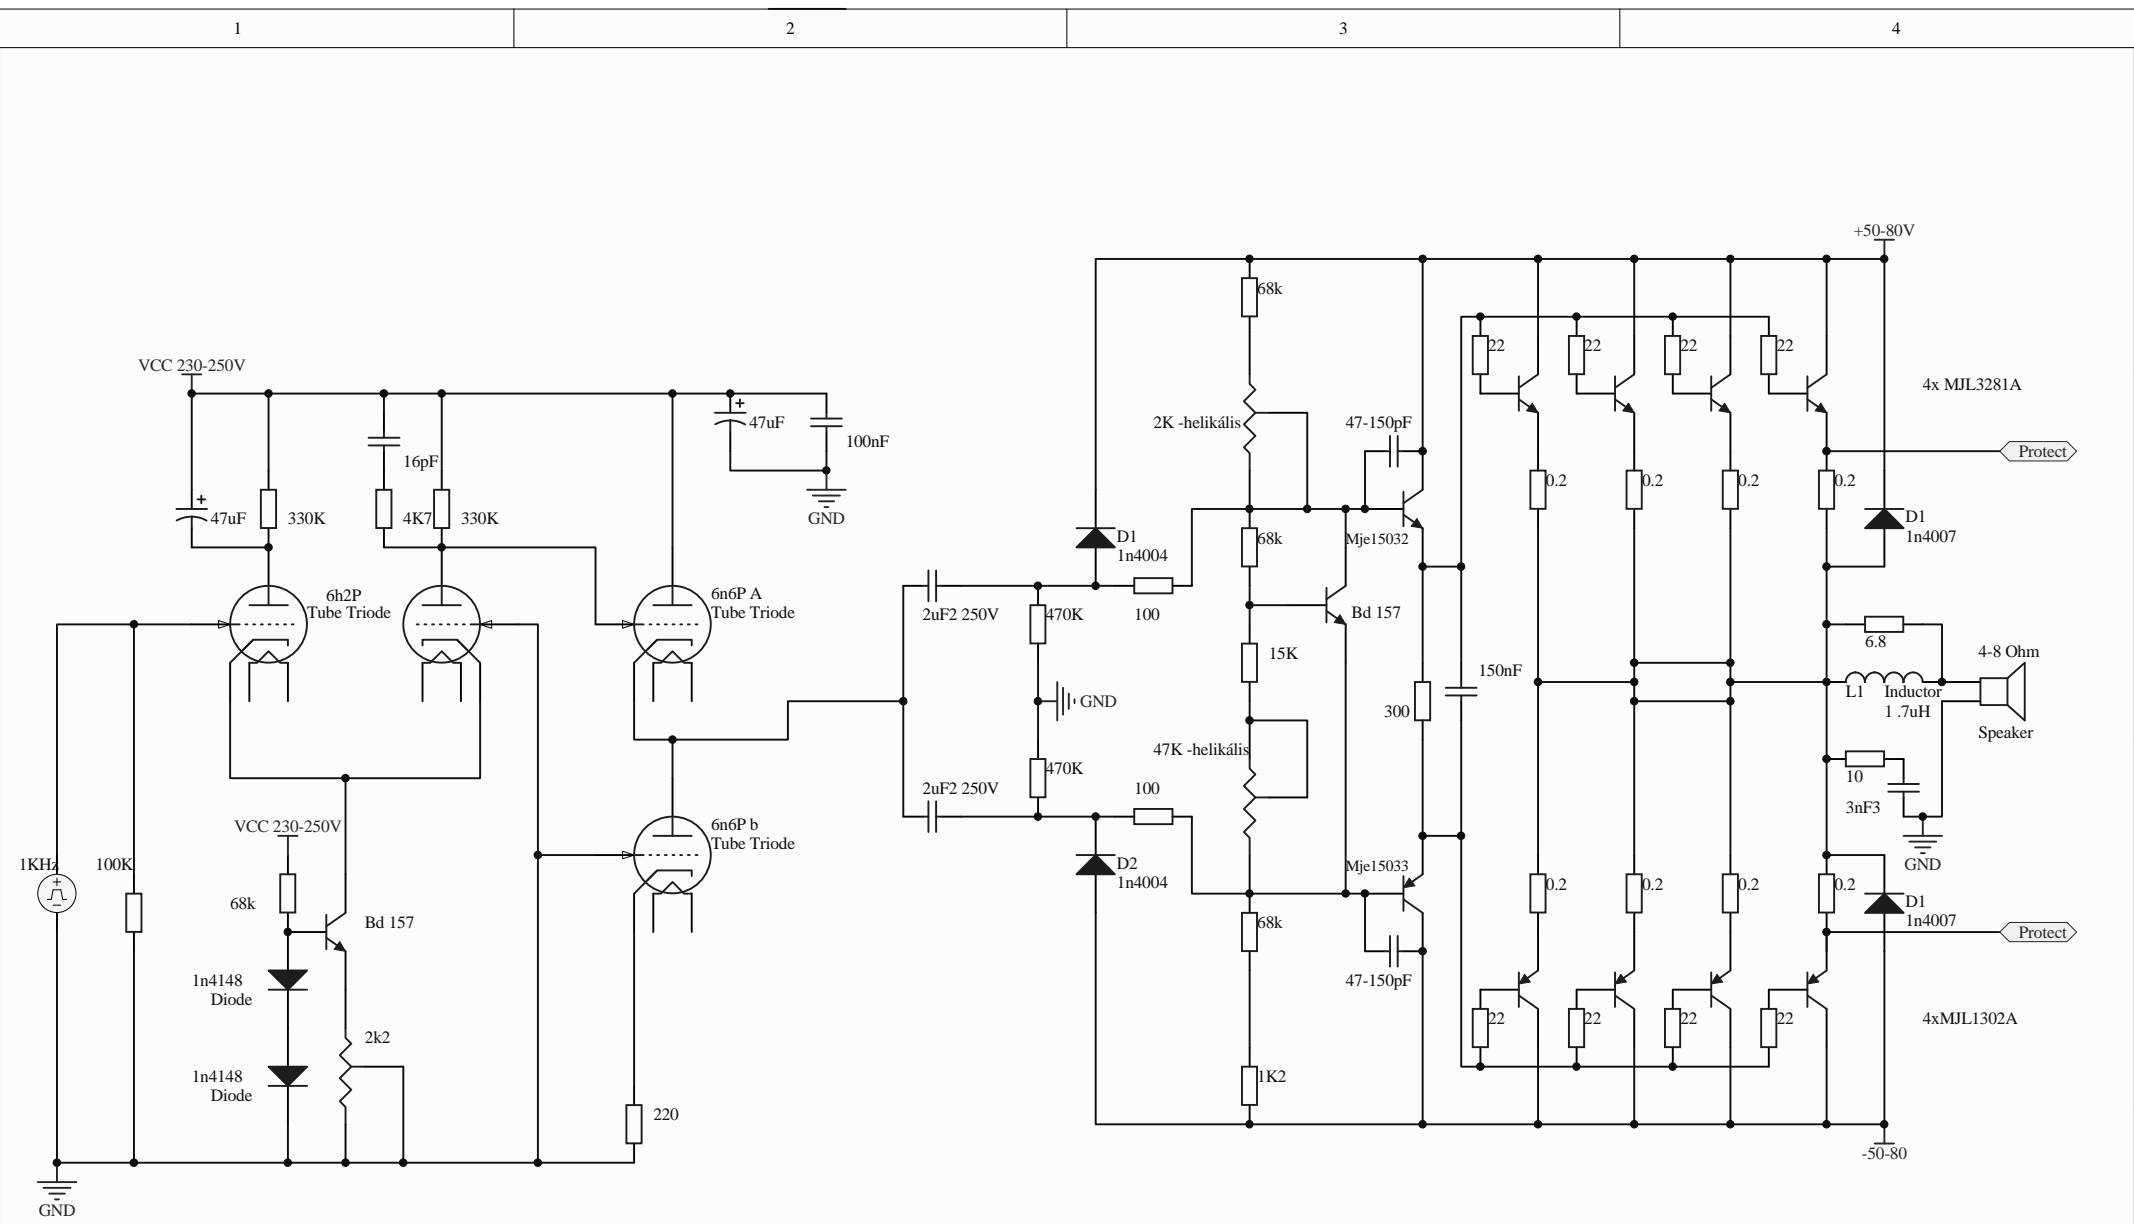 1 2 3 4
+50-80V
68k
VCC 230-250V
22 22 22 22
4x MJL3281A
2K -helikális
47-150pF
47uF
100nF
16pF
Protect
0.2 0.2 0.2 0.2
47uF
330K
4K7
330K
GND
D1
1n4004
68k
Mje15032
D1
1n4007
6h2P
Tube Triode
6n6P A
Tube Triode
2uF2 250V
470K
100
Bd 157
6.8
4-8 Ohm
15K
150nF
L1
Inductor
1 .7uH
GND
300
Speaker
47K -helikális
470K
2uF2 250V
100
10
3nF3
VCC 230-250V
6n6P b
Tube Triode
1KHz
100K
D2
1n4004
Mje15033
GND
68k
Bd 157
68k
0.2 0.2 0.2 0.2
D1
1n4007
Protect
1n4148
Diode
47-150pF
2k2
22 22 22 22
4xMJL1302A
1n4148
Diode
1K2
220
-50-80
GND